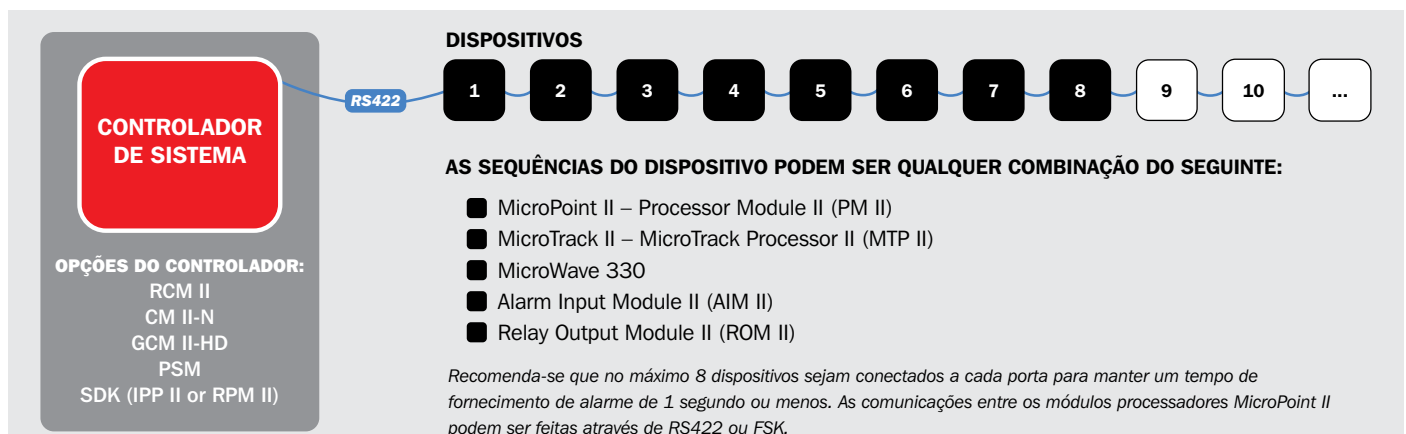 CONTROLADOR
DE SISTEMA
OPÇÕES DO CONTROLADOR:
RCM II
CM II-N
GCM II-HD
PSM
SDK (IPP II or RPM II)
RS422
DISPOSITIVOS
1 2 3 4 5 6 7 8 9 10 ...
AS SEQUÊNCIAS DO DISPOSITIVO PODEM SER QUALQUER COMBINAÇÃO DO SEGUINTE:
MicroPoint II – Processor Module II (PM II)
MicroTrack II – MicroTrack Processor II (MTP II)
MicroWave 330
Alarm Input Module II (AIM II)
Relay Output Module II (ROM II)
Recomenda-se que no máximo 8 dispositivos sejam conectados a cada porta para manter um tempo de
fornecimento de alarme de 1 segundo ou menos. As comunicações entre os módulos processadores MicroPoint II
podem ser feitas através de RS422 ou FSK.